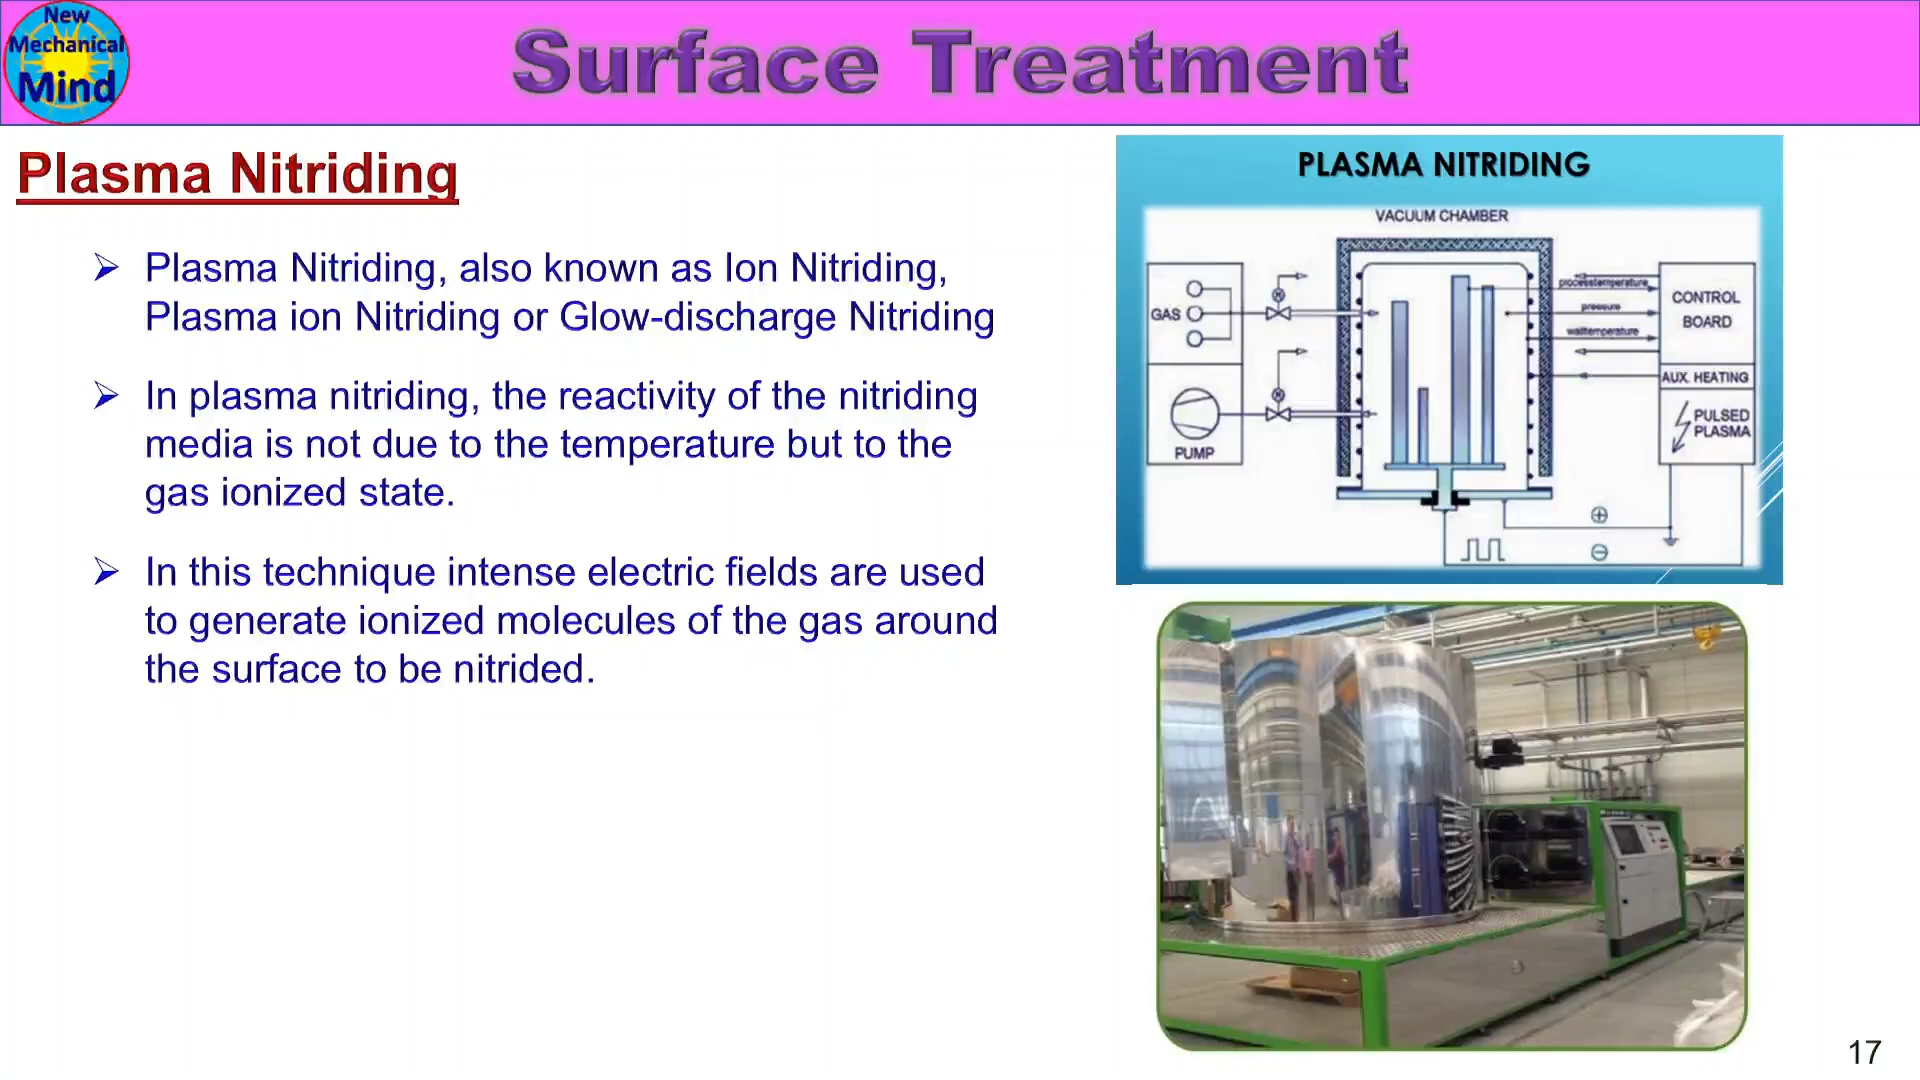 New
Mechanical
Mind
Surface Treatment
Plasma Nitriding
Plasma Nitriding, also known as Ion Nitriding,
Plasma ion Nitriding or Glow-discharge Nitriding
In plasma nitriding, the reactivity of the nitriding
media is not due to the temperature but to the
gas ionized state.
In this technique intense electric fields are used
to generate ionized molecules of the gas around
the surface to be nitrided.
PLASMA NITRIDING
VACUUM CHAMBER
GAS
PUMP
processtemperature
pressure
walltemperature
CONTROL
BOARD
AUX. HEATING
PULSED
PLASMA
17